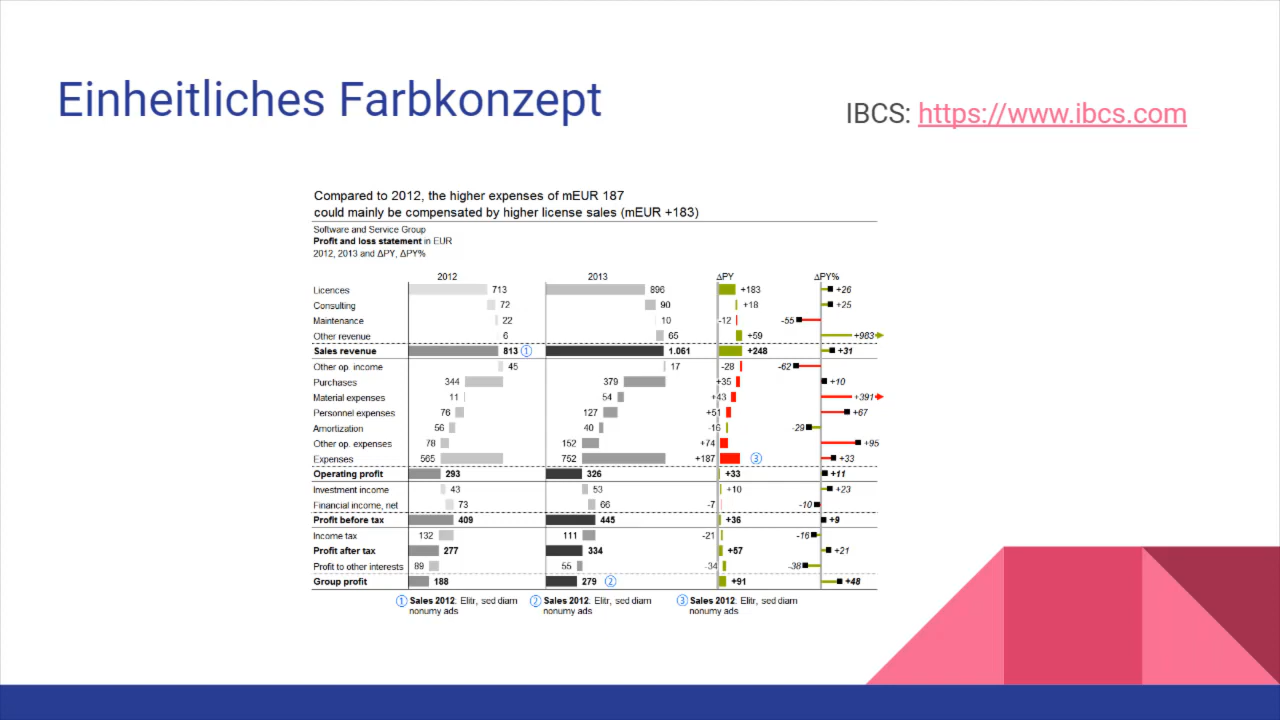 Einheitliches Farbkonzept
IBCS: https://www.ibcs.com
Compared to 2012, the higher expenses of mEUR 187
could mainly be compensated by higher license sales (mEUR +183)
Software and Service Group
Profit and loss statement in EUR
2012, 2013 and ΔPY, ΔPY%
2012 2013 ΔPY ΔPY%
Licences 713 896 +183 +26
Consulting 72 90 +18 +25
Maintenance 22 10 -12 -55
Other revenue 6 65 +59 +983
Sales revenue 813 ① 1.061 +248 +31
Other op. income 45 17 -28 -62
Purchases 344 379 +35 +10
Material expenses 11 54 +43 +391
Personnel expenses 76 127 +51 +67
Amortization 56 40 -16 -29
Other op. expenses 78 152 +74 +95
Expenses 565 752 +187 ③ +33
Operating profit 293 326 +33 +11
Investment income 43 53 +10 +23
Financial income, net 73 66 -7 -10
Profit before tax 409 445 +36 +9
Income tax 132 111 -21 -16
Profit after tax 277 334 +57 +21
Profit to other interests 89 55 -34 -38
Group profit 188 279 ② +91 +48
① Sales 2012: Elitr, sed diam ② Sales 2012: Elitr, sed diam ③ Sales 2012: Elitr, sed diam
nonumy ads nonumy ads nonumy ads